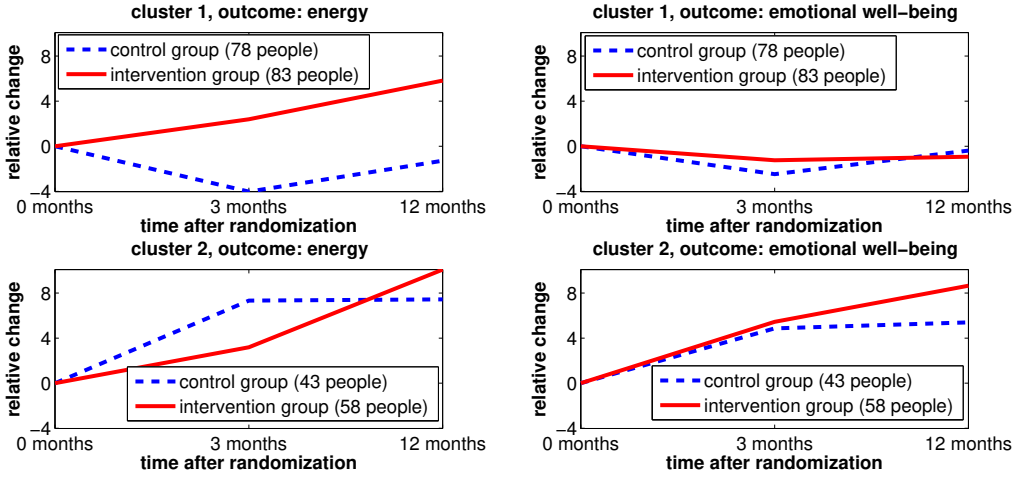 cluster 1, outcome: energy
relative change
8
4
0
−4
control group (78 people)
intervention group (83 people)
0 months
3 months
12 months
time after randomization
cluster 1, outcome: emotional well−being
relative change
8
4
0
−4
control group (78 people)
intervention group (83 people)
0 months
3 months
12 months
time after randomization
cluster 2, outcome: energy
relative change
8
4
0
−4
control group (43 people)
intervention group (58 people)
0 months
3 months
12 months
time after randomization
cluster 2, outcome: emotional well−being
relative change
8
4
0
−4
control group (43 people)
intervention group (58 people)
0 months
3 months
12 months
time after randomization